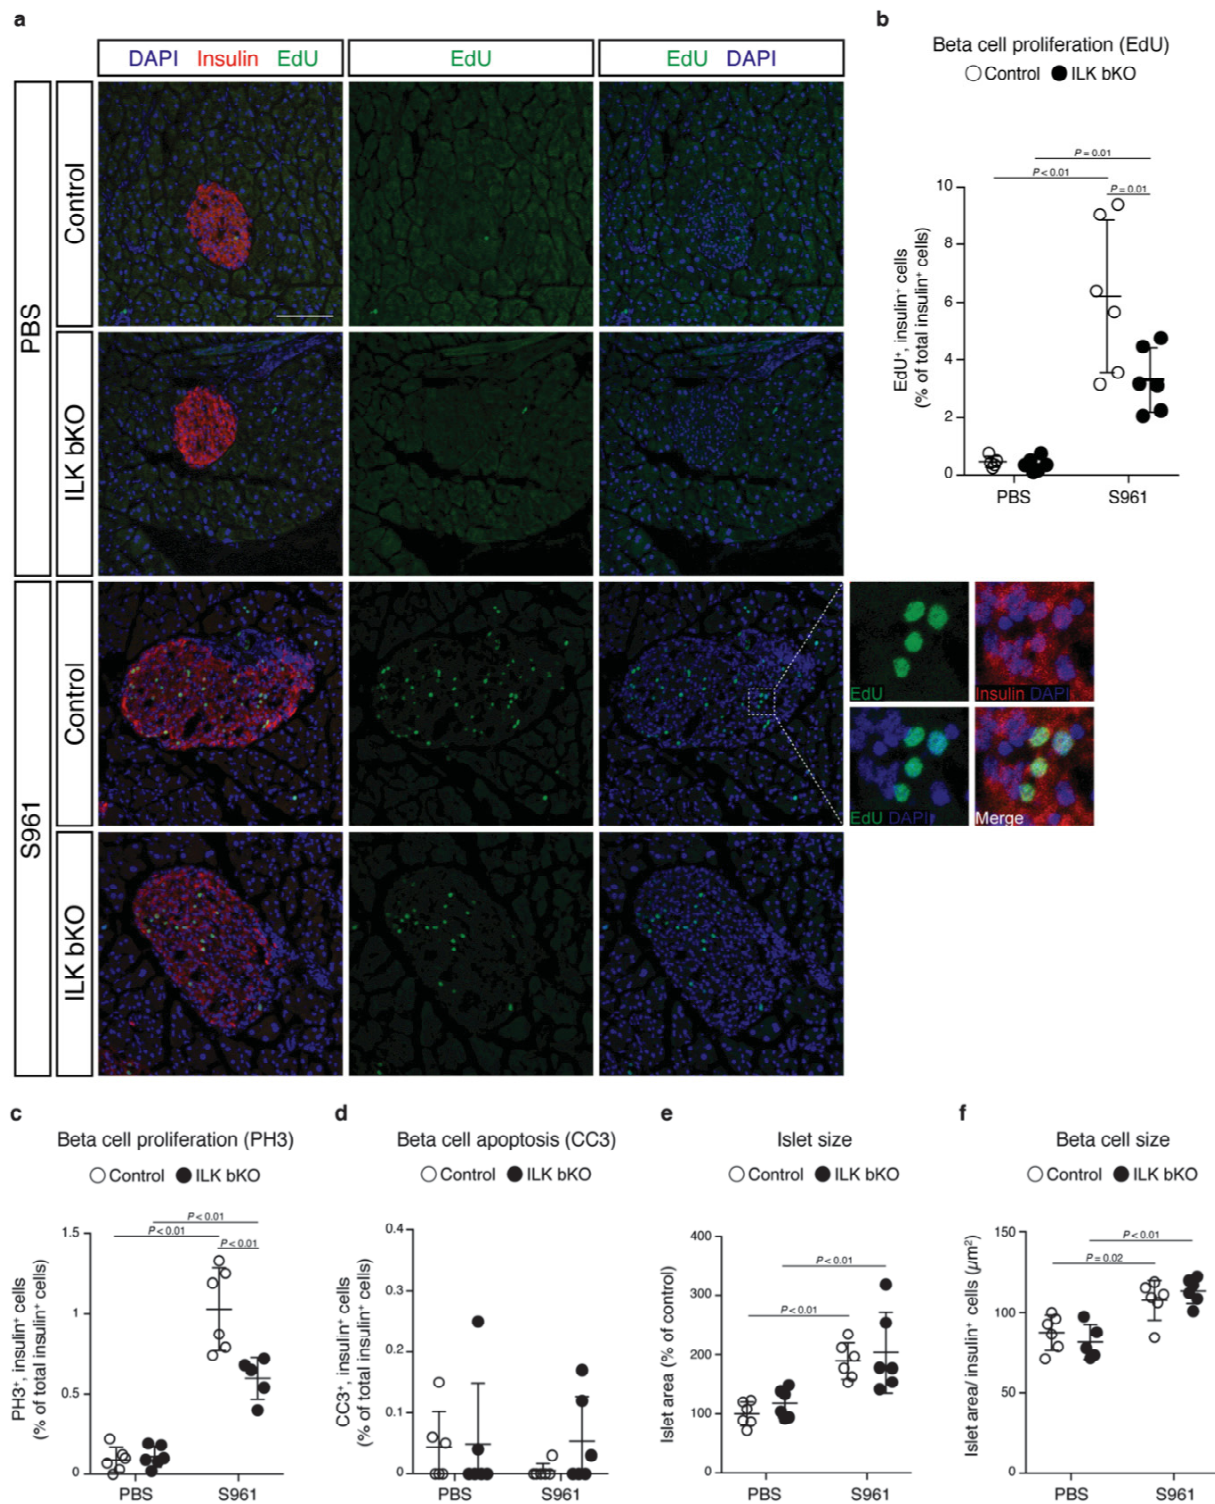 a
DAPI Insulin EdU
EdU
EdU DAPI
PBS
Control
ILK bKO
S961
Control
ILK bKO
EdU
Insulin DAPI
EdU DAPI
Merge
b
Beta cell proliferation (EdU)
Control ILK bKO
P = 0.01
P < 0.01
P = 0.01
EdU⁺, insulin⁺ cells
(% of total insulin⁺ cells)
10
8
6
4
2
0
PBS S961
c
Beta cell proliferation (PH3)
Control ILK bKO
P < 0.01
P < 0.01
P < 0.01
PH3⁺, insulin⁺ cells
(% of total insulin⁺ cells)
1.5
1
0.5
0
PBS S961
d
Beta cell apoptosis (CC3)
Control ILK bKO
CC3⁺, insulin⁺ cells
(% of total insulin⁺ cells)
0.4
0.3
0.2
0.1
0
PBS S961
e
Islet size
Control ILK bKO
P < 0.01
P < 0.01
Islet area (% of control)
400
300
200
100
0
PBS S961
f
Beta cell size
Control ILK bKO
P < 0.01
P = 0.02
Islet area/ insulin⁺ cells (μm²)
150
100
50
0
PBS S961